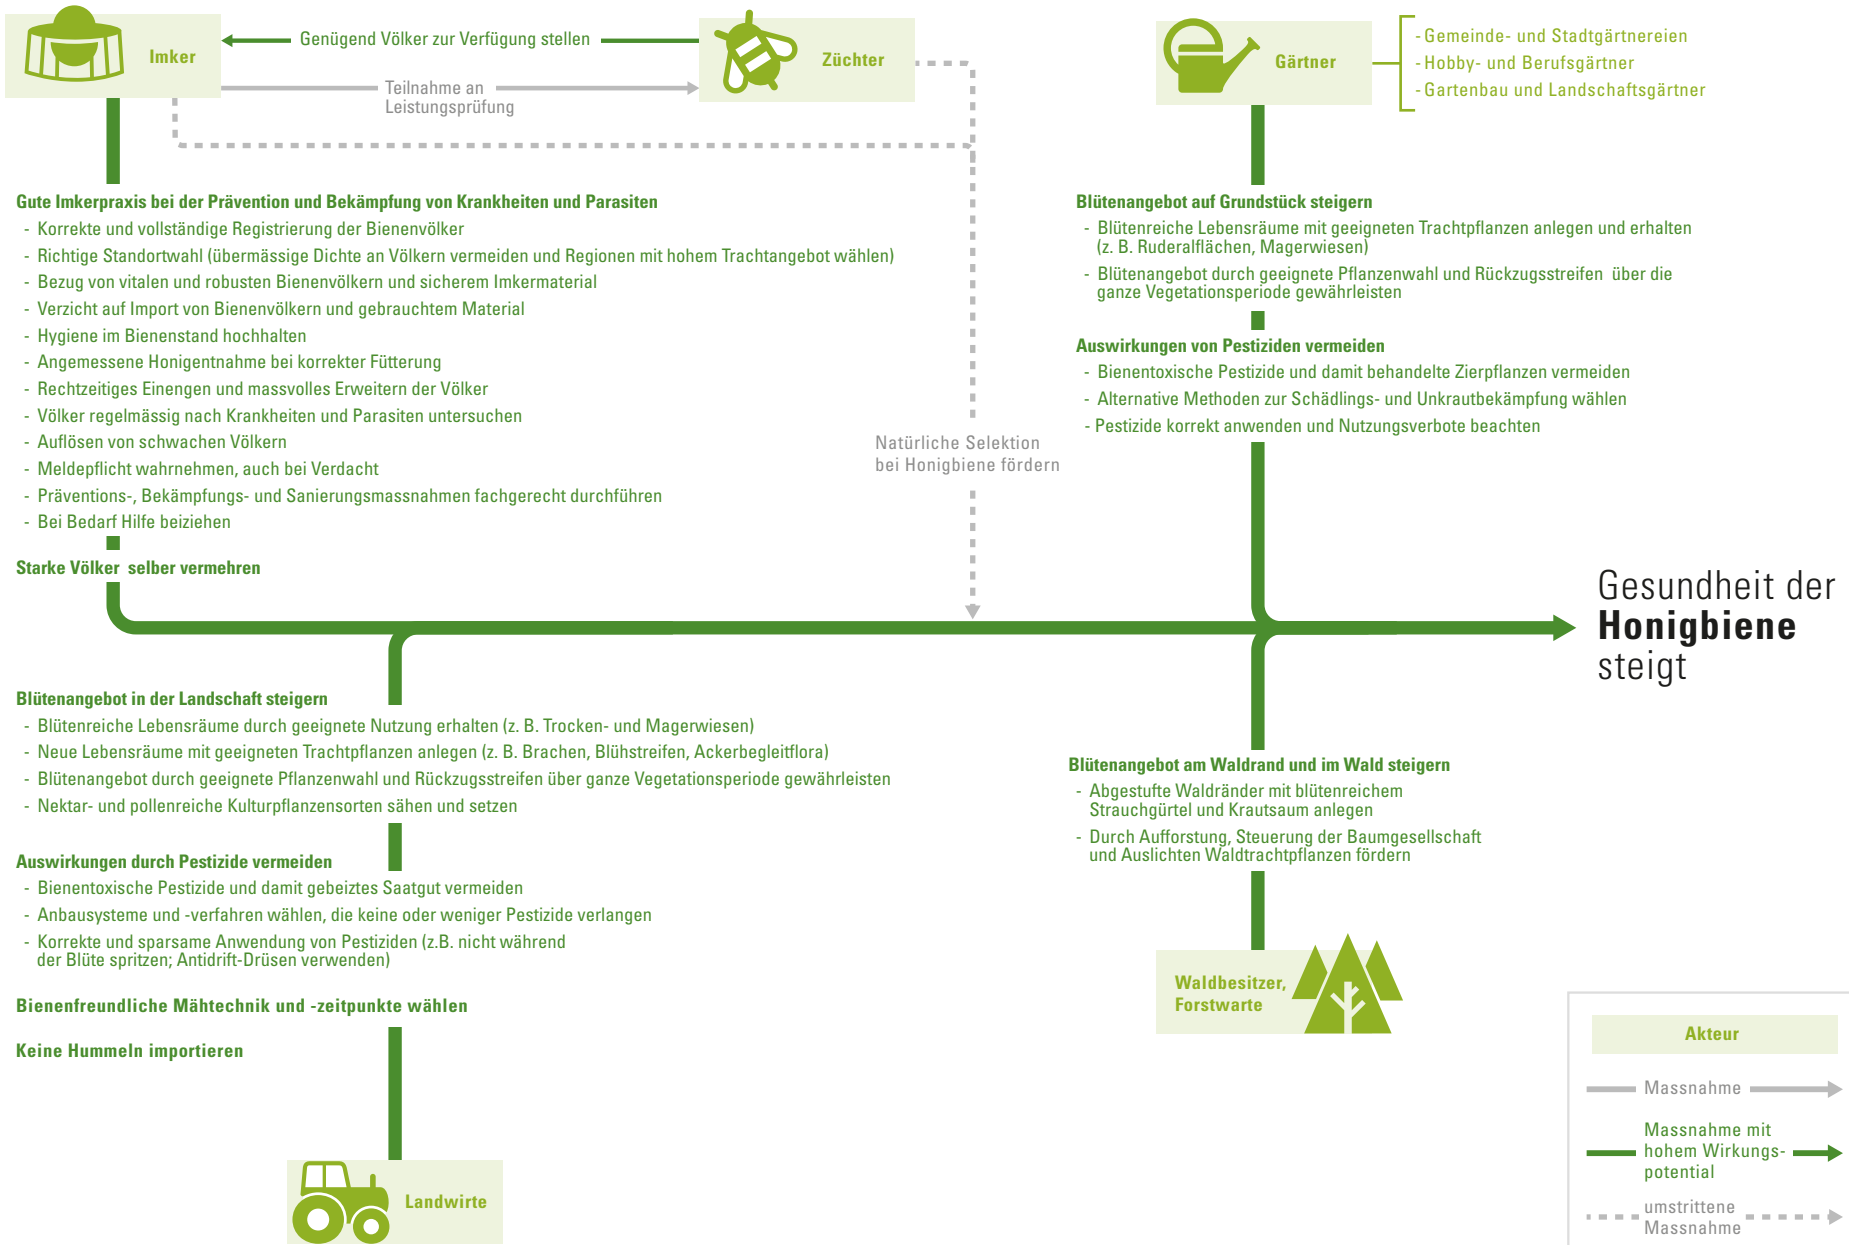 Imker
Genügend Völker zur Verfügung stellen
Teilnahme an
Leistungsprüfung
Züchter
Gärtner
- Gemeinde- und Stadtgärtnereien
- Hobby- und Berufsgärtner
- Gartenbau und Landschaftsgärtner
Gute Imkerpraxis bei der Prävention und Bekämpfung von Krankheiten und Parasiten
- Korrekte und vollständige Registrierung der Bienenvölker
- Richtige Standortwahl (übermässige Dichte an Völkern vermeiden und Regionen mit hohem Trachtangebot wählen)
- Bezug von vitalen und robusten Bienenvölkern und sicherem Imkermaterial
- Verzicht auf Import von Bienenvölkern und gebrauchtem Material
- Hygiene im Bienenstand hochhalten
- Angemessene Honigentnahme bei korrekter Fütterung
- Rechtzeitiges Einengen und massvolles Erweitern der Völker
- Völker regelmässig nach Krankheiten und Parasiten untersuchen
- Auflösen von schwachen Völkern
- Meldepflicht wahrnehmen, auch bei Verdacht
- Präventions-, Bekämpfungs- und Sanierungsmassnahmen fachgerecht durchführen
- Bei Bedarf Hilfe beiziehen
Starke Völker selber vermehren
Natürliche Selektion
bei Honigbiene fördern
Blütenangebot auf Grundstück steigern
- Blütenreiche Lebensräume mit geeigneten Trachtpflanzen anlegen und erhalten
(z. B. Ruderalflächen, Magerwiesen)
- Blütenangebot durch geeignete Pflanzenwahl und Rückzugsstreifen über die
ganze Vegetationsperiode gewährleisten
Auswirkungen von Pestiziden vermeiden
- Bienentoxische Pestizide und damit behandelte Zierpflanzen vermeiden
- Alternative Methoden zur Schädlings- und Unkrautbekämpfung wählen
- Pestizide korrekt anwenden und Nutzungsverbote beachten
Gesundheit der
Honigbiene
steigt
Blütenangebot in der Landschaft steigern
- Blütenreiche Lebensräume durch geeignete Nutzung erhalten (z. B. Trocken- und Magerwiesen)
- Neue Lebensräume mit geeigneten Trachtpflanzen anlegen (z. B. Brachen, Blühstreifen, Ackerbegleitflora)
- Blütenangebot durch geeignete Pflanzenwahl und Rückzugsstreifen über ganze Vegetationsperiode gewährleisten
- Nektar- und pollenreiche Kulturpflanzensorten sähen und setzen
Auswirkungen durch Pestizide vermeiden
- Bienentoxische Pestizide und damit gebeiztes Saatgut vermeiden
- Anbausysteme und -verfahren wählen, die keine oder weniger Pestizide verlangen
- Korrekte und sparsame Anwendung von Pestiziden (z.B. nicht während
der Blüte spritzen; Antidrift-Drüsen verwenden)
Bienenfreundliche Mähtechnik und -zeitpunkte wählen
Keine Hummeln importieren
Landwirte
Blütenangebot am Waldrand und im Wald steigern
- Abgestufte Waldränder mit blütenreichem
Strauchgürtel und Krautsaum anlegen
- Durch Aufforstung, Steuerung der Baumgesellschaft
und Auslichten Waldtrachtpflanzen fördern
Waldbesitzer,
Forstwarte
Akteur
Massnahme
Massnahme mit
hohem Wirkungs-
potential
umstrittene
Massnahme